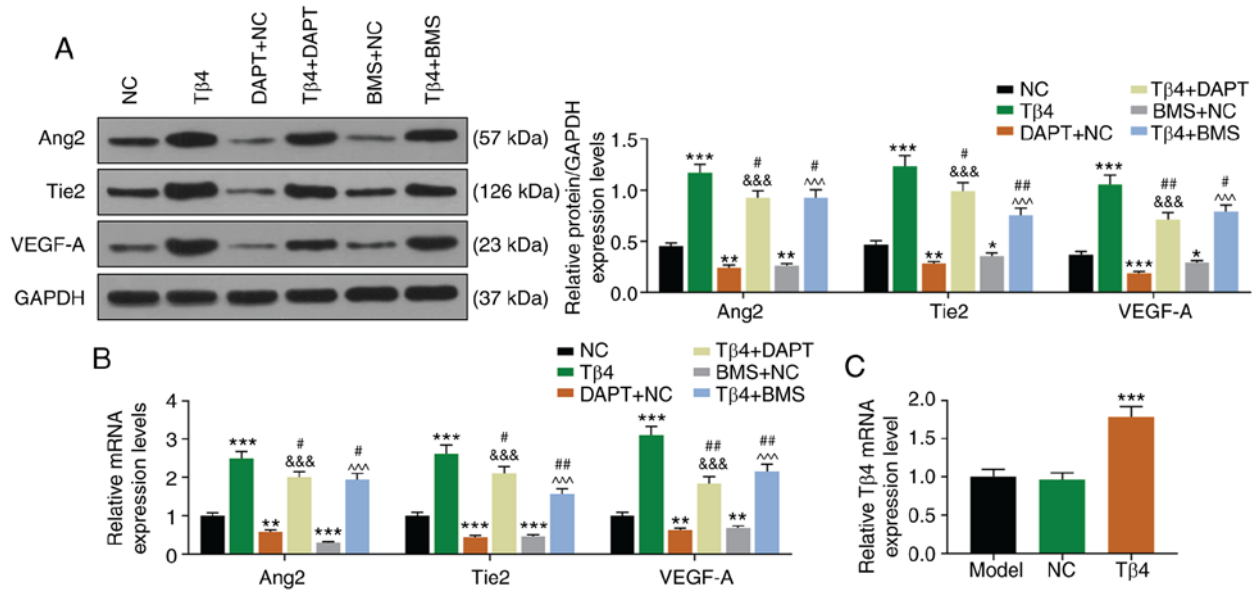 A
NC
Tβ4
DAPT+NC
Tβ4+DAPT
BMS+NC
Tβ4+BMS
Ang2
(57 kDa)
Tie2
(126 kDa)
VEGF-A
(23 kDa)
GAPDH
(37 kDa)
NC
Tβ4
DAPT+NC
Tβ4+DAPT
BMS+NC
Tβ4+BMS
Relative protein/GAPDH
expression levels
1.5
1.0
0.5
0.0
***
**
#
&&&
**
#
^^^
***
**
#
&&&
*
##
^^^
***
***
##
&&&
*
#
^^^
Ang2
Tie2
VEGF-A
B
NC
Tβ4
DAPT+NC
Tβ4+DAPT
BMS+NC
Tβ4+BMS
Relative mRNA
expression levels
4
3
2
1
0
***
**
#
&&&
***
#
^^^
***
***
#
&&&
***
##
^^^
***
**
##
&&&
**
##
^^^
Ang2
Tie2
VEGF-A
C
Relative Tβ4 mRNA
expression level
2.0
1.5
1.0
0.5
0.0
***
Model
NC
Tβ4